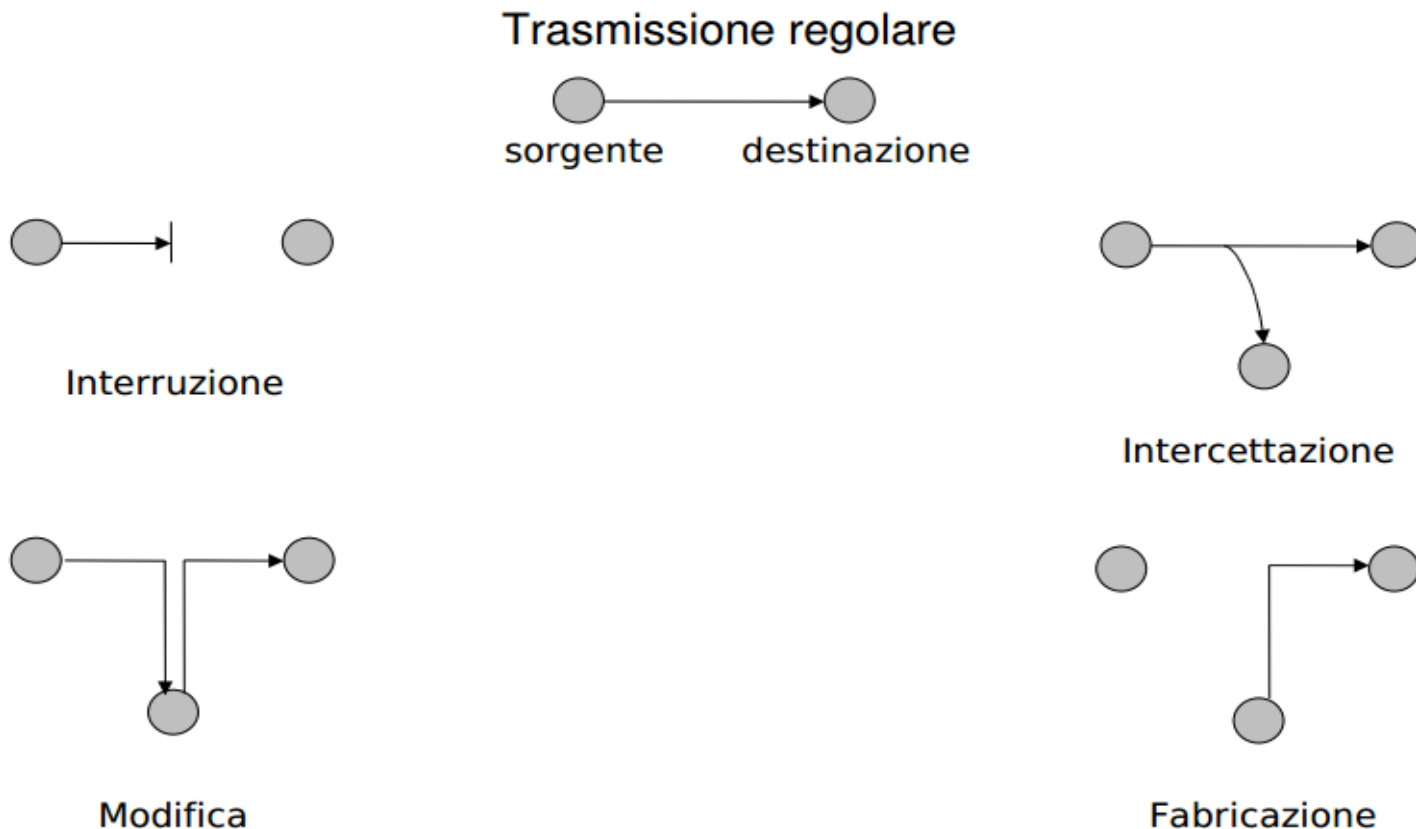 Trasmissione regolare
sorgente destinazione
Interruzione
Intercettazione
Modifica
Fabricazione